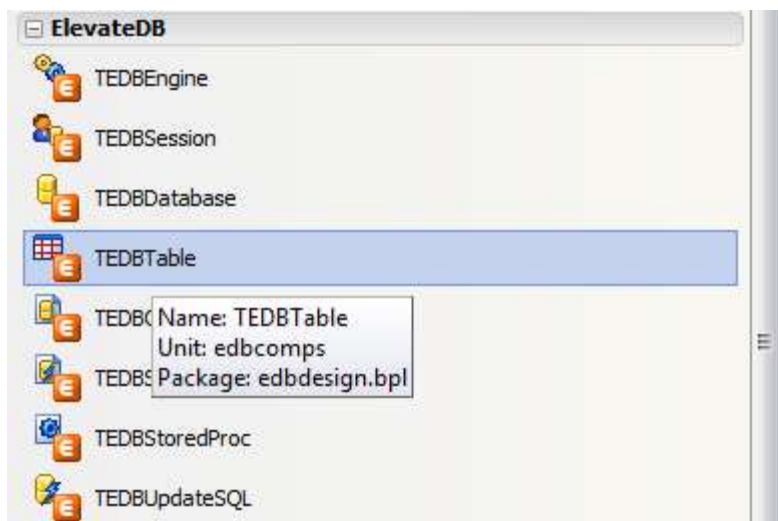 ElevateDB
TEDBEngine
TEDBSession
TEDBDatabase
TEDBTable
Name: TEDBTable
Unit: edbcomps
Package: edbdesign.bpl
TEDBStoredProc
TEDBUpdateSQL